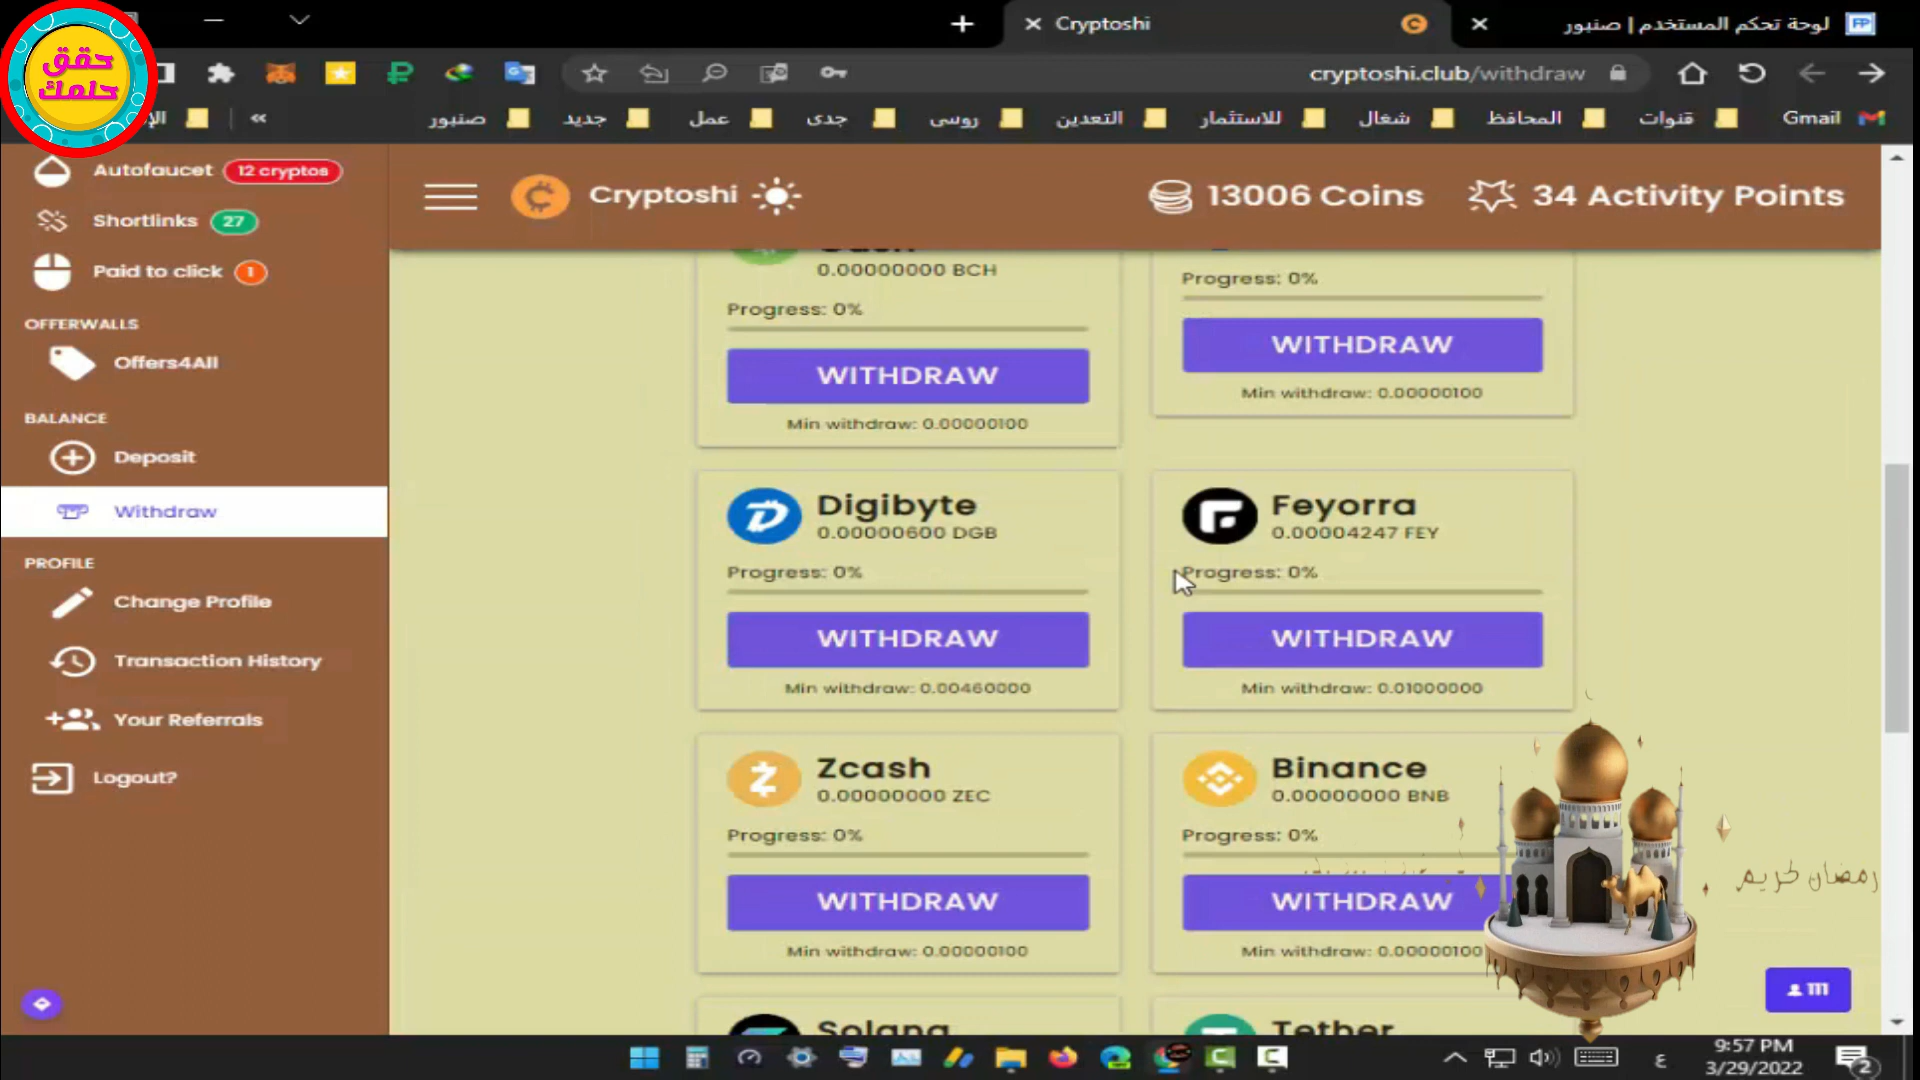 حقق
حلمك
Cryptoshi
لوحة تحكم المستخدم | صنبور
cryptoshi.club/withdraw
Gmail
قنوات
المحافظ
شغال
للاستثمار
التعدين
روسى
جدى
عمل
جديد
صنبور
«
Autofaucet 12 cryptos
Shortlinks 27
Paid to click 1
OFFERWALLS
Offers4All
BALANCE
Deposit
Withdraw
PROFILE
Change Profile
Transaction History
Your Referrals
Logout?
Cryptoshi
13006 Coins
34 Activity Points
0.00000000 BCH
Progress: 0%
WITHDRAW
Min withdraw: 0.00000100
Progress: 0%
WITHDRAW
Min withdraw: 0.00000100
Digibyte
0.00000600 DGB
Progress: 0%
WITHDRAW
Min withdraw: 0.00460000
Feyorra
0.00004247 FEY
Progress: 0%
WITHDRAW
Min withdraw: 0.01000000
Zcash
0.00000000 ZEC
Progress: 0%
WITHDRAW
Min withdraw: 0.00000100
Binance
0.00000000 BNB
Progress: 0%
WITHDRAW
Min withdraw: 0.00000100
Solana
Tether
رمضان كريم
111
ع
9:57 PM
3/29/2022
2